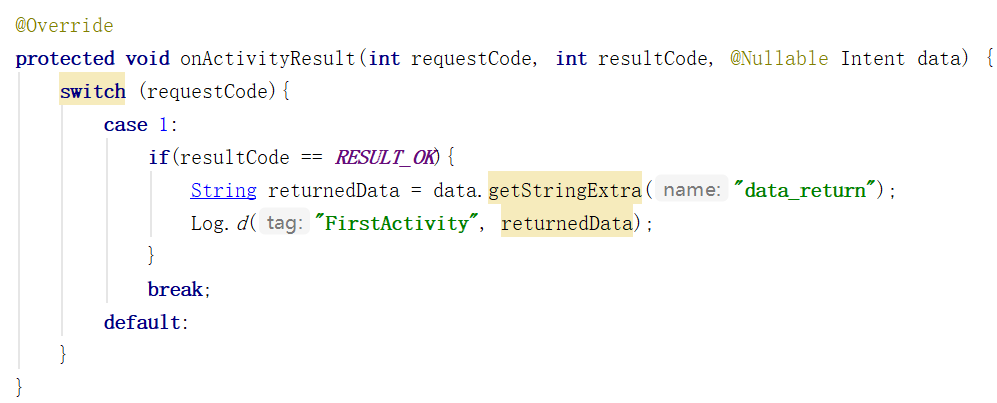 @Override
protected void onActivityResult(int requestCode, int resultCode, @Nullable Intent data) {
    switch (requestCode){
        case 1:
            if(resultCode == RESULT_OK){
                String returnedData = data.getStringExtra( name: "data_return");
                Log.d( tag: "FirstActivity", returnedData);
            }
            break;
        default:
    }
}